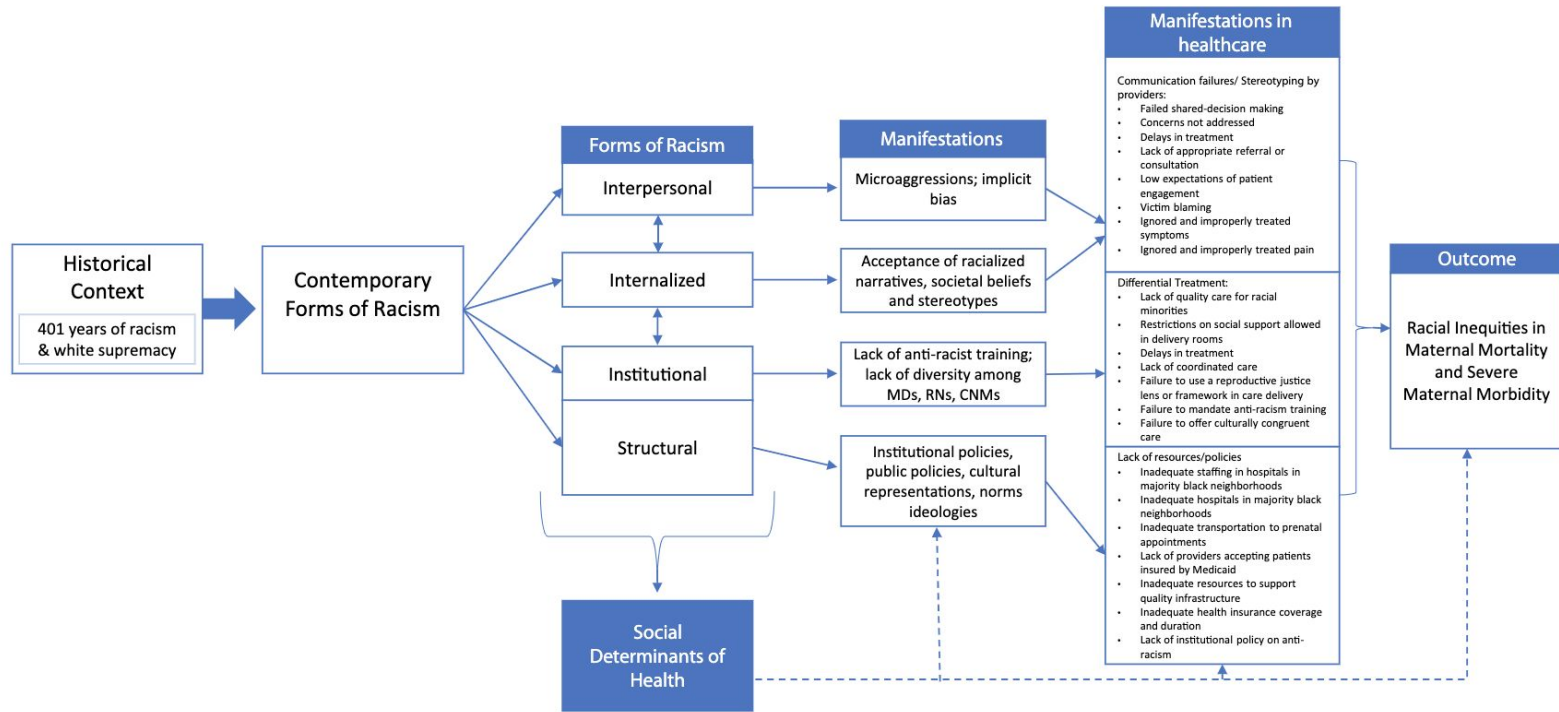 Historical
Context
401 years of racism
& white supremacy
Contemporary
Forms of Racism
Forms of Racism
Interpersonal
Internalized
Institutional
Structural
Social
Determinants of
Health
Manifestations
Microaggressions; implicit
bias
Acceptance of racialized
narratives, societal beliefs
and stereotypes
Lack of anti-racist training;
lack of diversity among
MDs, RNs, CNMs
Institutional policies,
public policies, cultural
representations, norms
ideologies
Manifestations in
healthcare
Communication failures/ Stereotyping by
providers:
• Failed shared-decision making
• Concerns not addressed
• Delays in treatment
• Lack of appropriate referral or
consultation
• Low expectations of patient
engagement
• Victim blaming
• Ignored and improperly treated
symptoms
• Ignored and improperly treated pain
Differential Treatment:
• Lack of quality care for racial
minorities
• Restrictions on social support allowed
in delivery rooms
• Delays in treatment
• Lack of coordinated care
• Failure to use a reproductive justice
lens or framework in care delivery
• Failure to mandate anti-racism training
• Failure to offer culturally congruent
care
Lack of resources/policies
• Inadequate staffing in hospitals in
majority black neighborhoods
• Inadequate hospitals in majority black
neighborhoods
• Inadequate transportation to prenatal
appointments
• Lack of providers accepting patients
insured by Medicaid
• Inadequate resources to support
quality infrastructure
• Inadequate health insurance coverage
and duration
• Lack of institutional policy on anti-
racism
Outcome
Racial Inequities in
Maternal Mortality
and Severe
Maternal Morbidity